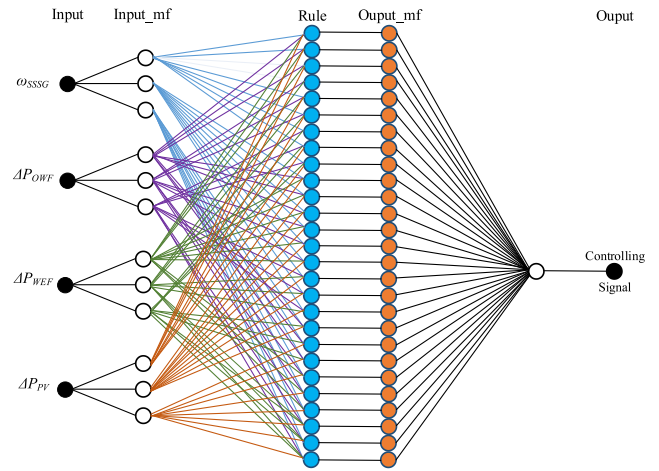 Input Input_mf Rule Ouput_mf Ouput
ωSSSG
ΔPOWF
ΔPWEF
ΔPPV
Controlling
Signal